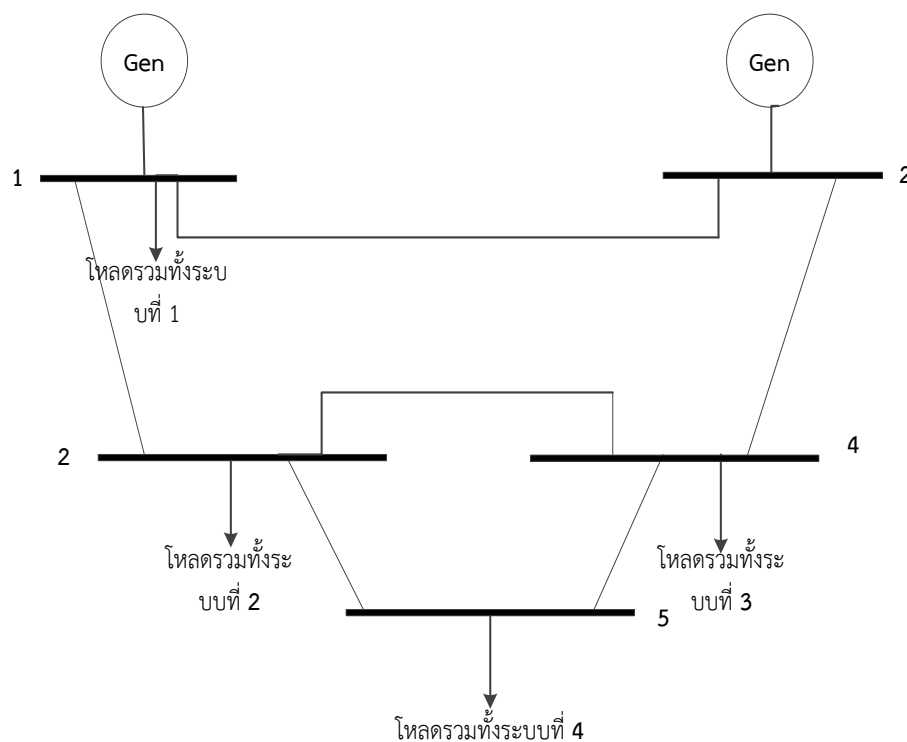 Gen
Gen
1
2
โหลดรวมทั้งระบ
บที่ 1
2
4
โหลดรวมทั้งระ
บบที่ 2
โหลดรวมทั้งระ
บบที่ 3
5
โหลดรวมทั้งระบบที่ 4